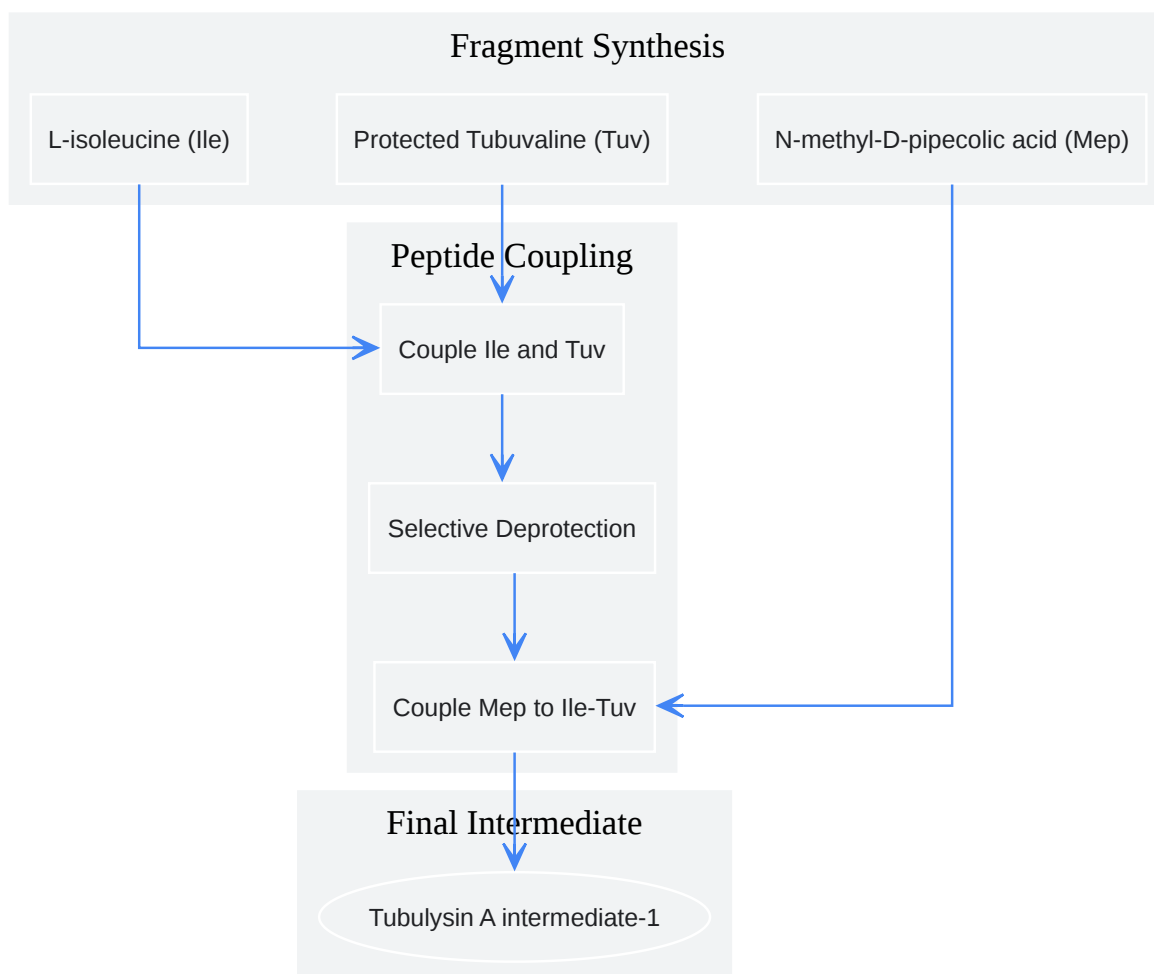 Fragment Synthesis
L-isoleucine (Ile)
Protected Tubuvaline (Tuv)
N-methyl-D-pipecolic acid (Mep)
Peptide Coupling
Couple Ile and Tuv
Selective Deprotection
Couple Mep to Ile-Tuv
Final Intermediate
Tubulysin A intermediate-1